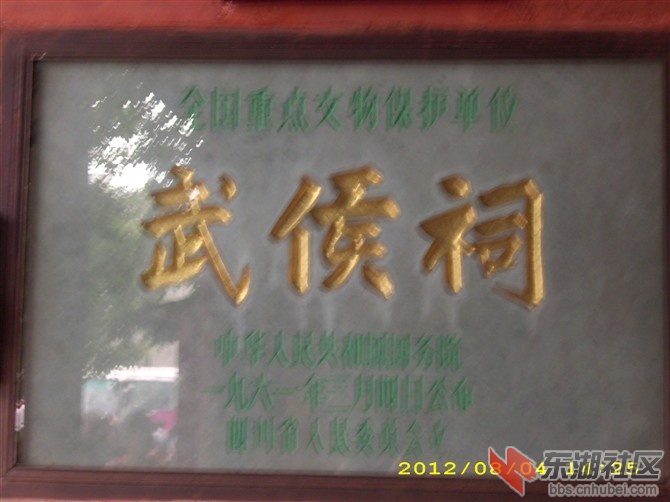 全国重点文物保护单位
武侯祠
中华人民共和国国务院
一九六一年三月四日公布
四川省人民委员会立
2012/08/04 14:25
东湖社区
bbs.cnhubei.com